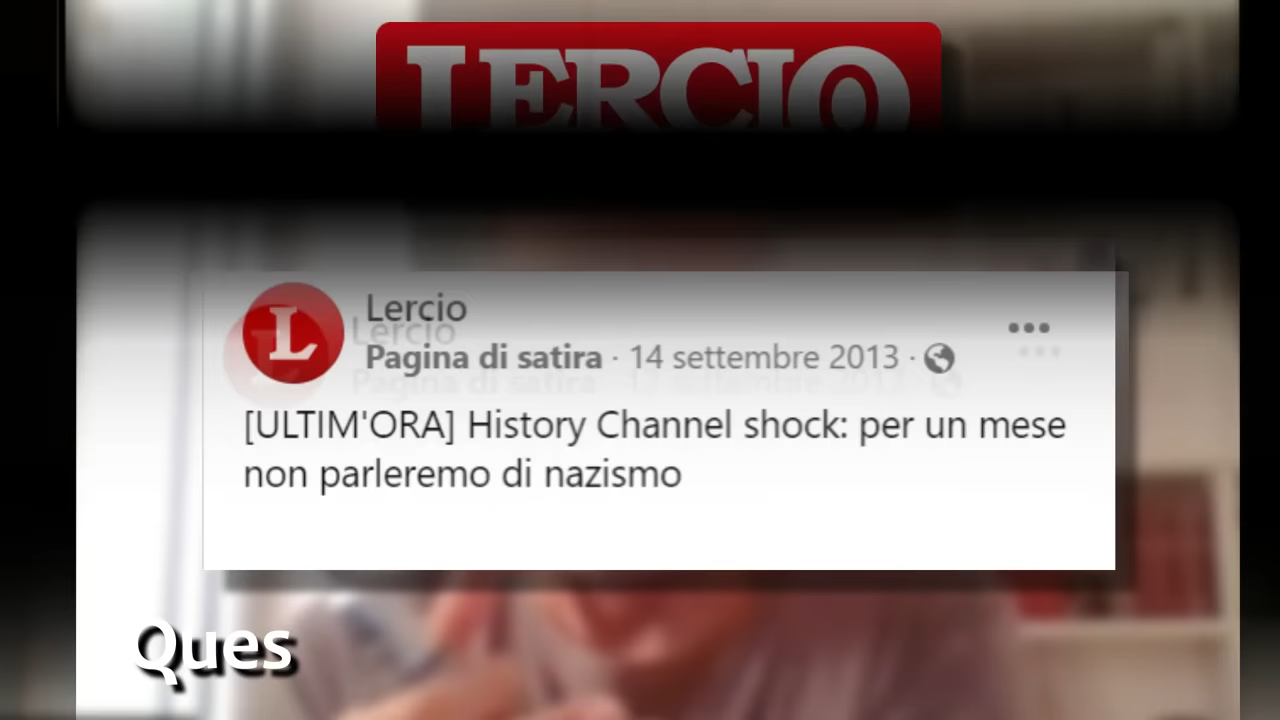 LERCIO
Lercio
Pagina di satira · 14 settembre 2013 ·
[ULTIM'ORA] History Channel shock: per un mese
non parleremo di nazismo
Ques